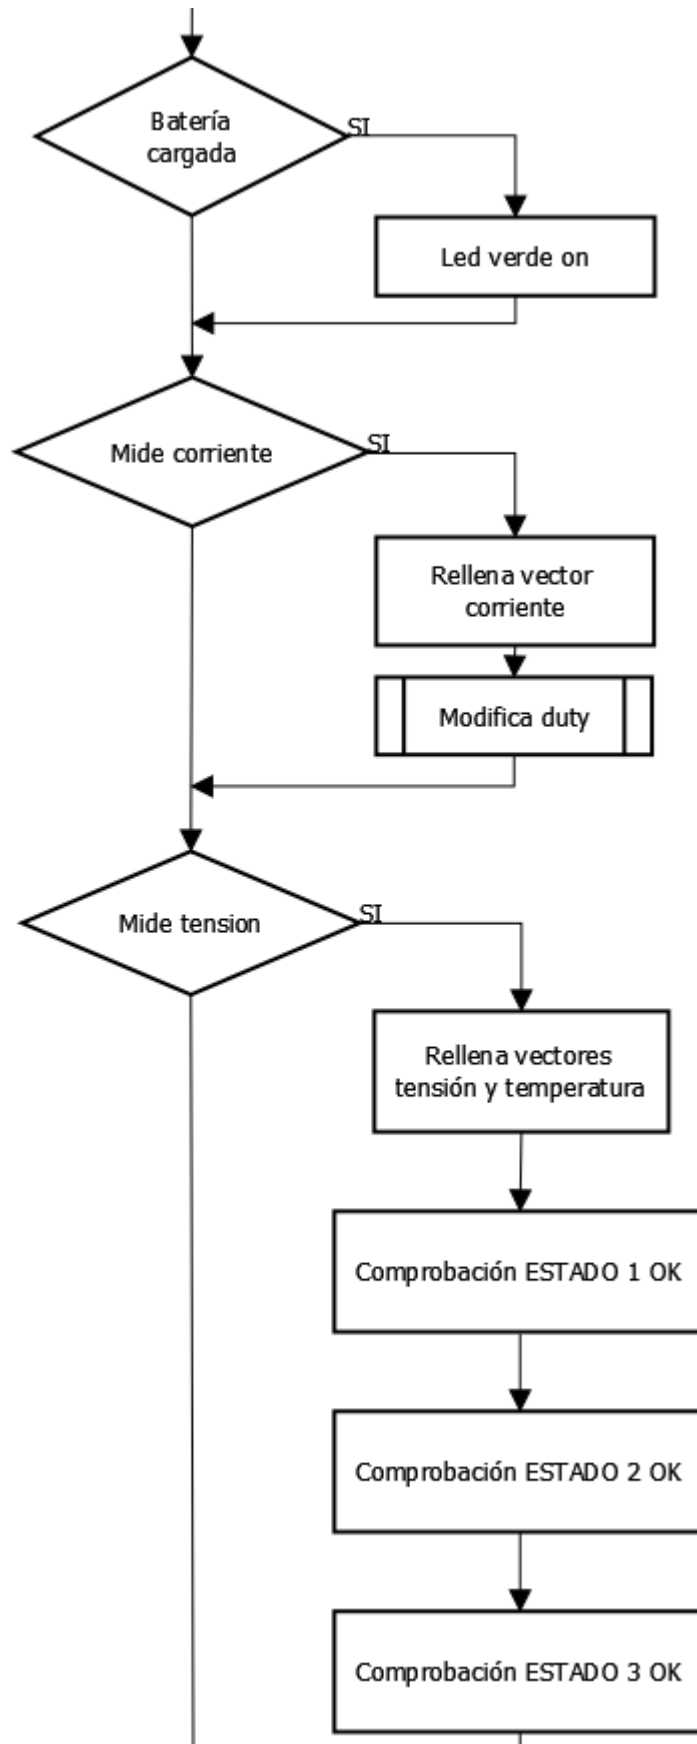 Batería
cargada
SI
Led verde on
Mide corriente
SI
Rellena vector
corriente
Modifica duty
Mide tension
SI
Rellena vectores
tensión y temperatura
Comprobación ESTADO 1 OK
Comprobación ESTADO 2 OK
Comprobación ESTADO 3 OK